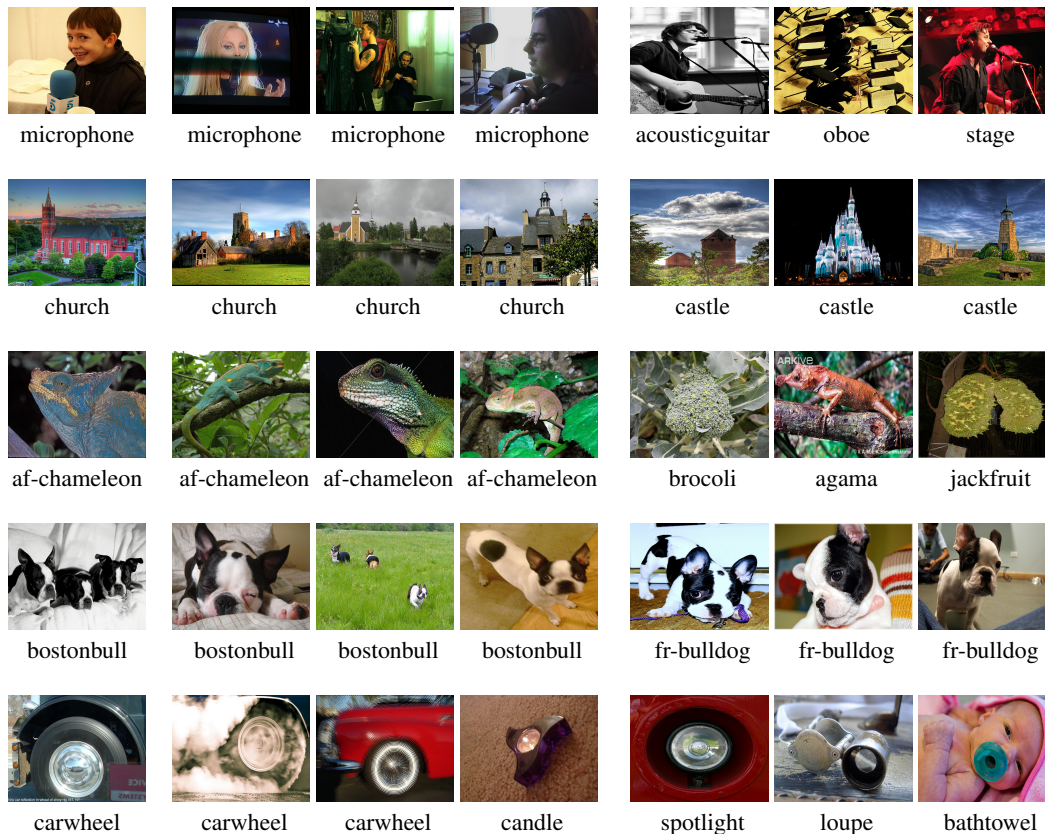 microphone microphone microphone microphone acousticguitar oboe stage
church church church church castle castle castle
ARKive
af-chameleon af-chameleon af-chameleon af-chameleon brocoli agama jackfruit
bostonbull bostonbull bostonbull bostonbull fr-bulldog fr-bulldog fr-bulldog
carwheel carwheel carwheel candle spotlight loupe bathtowel